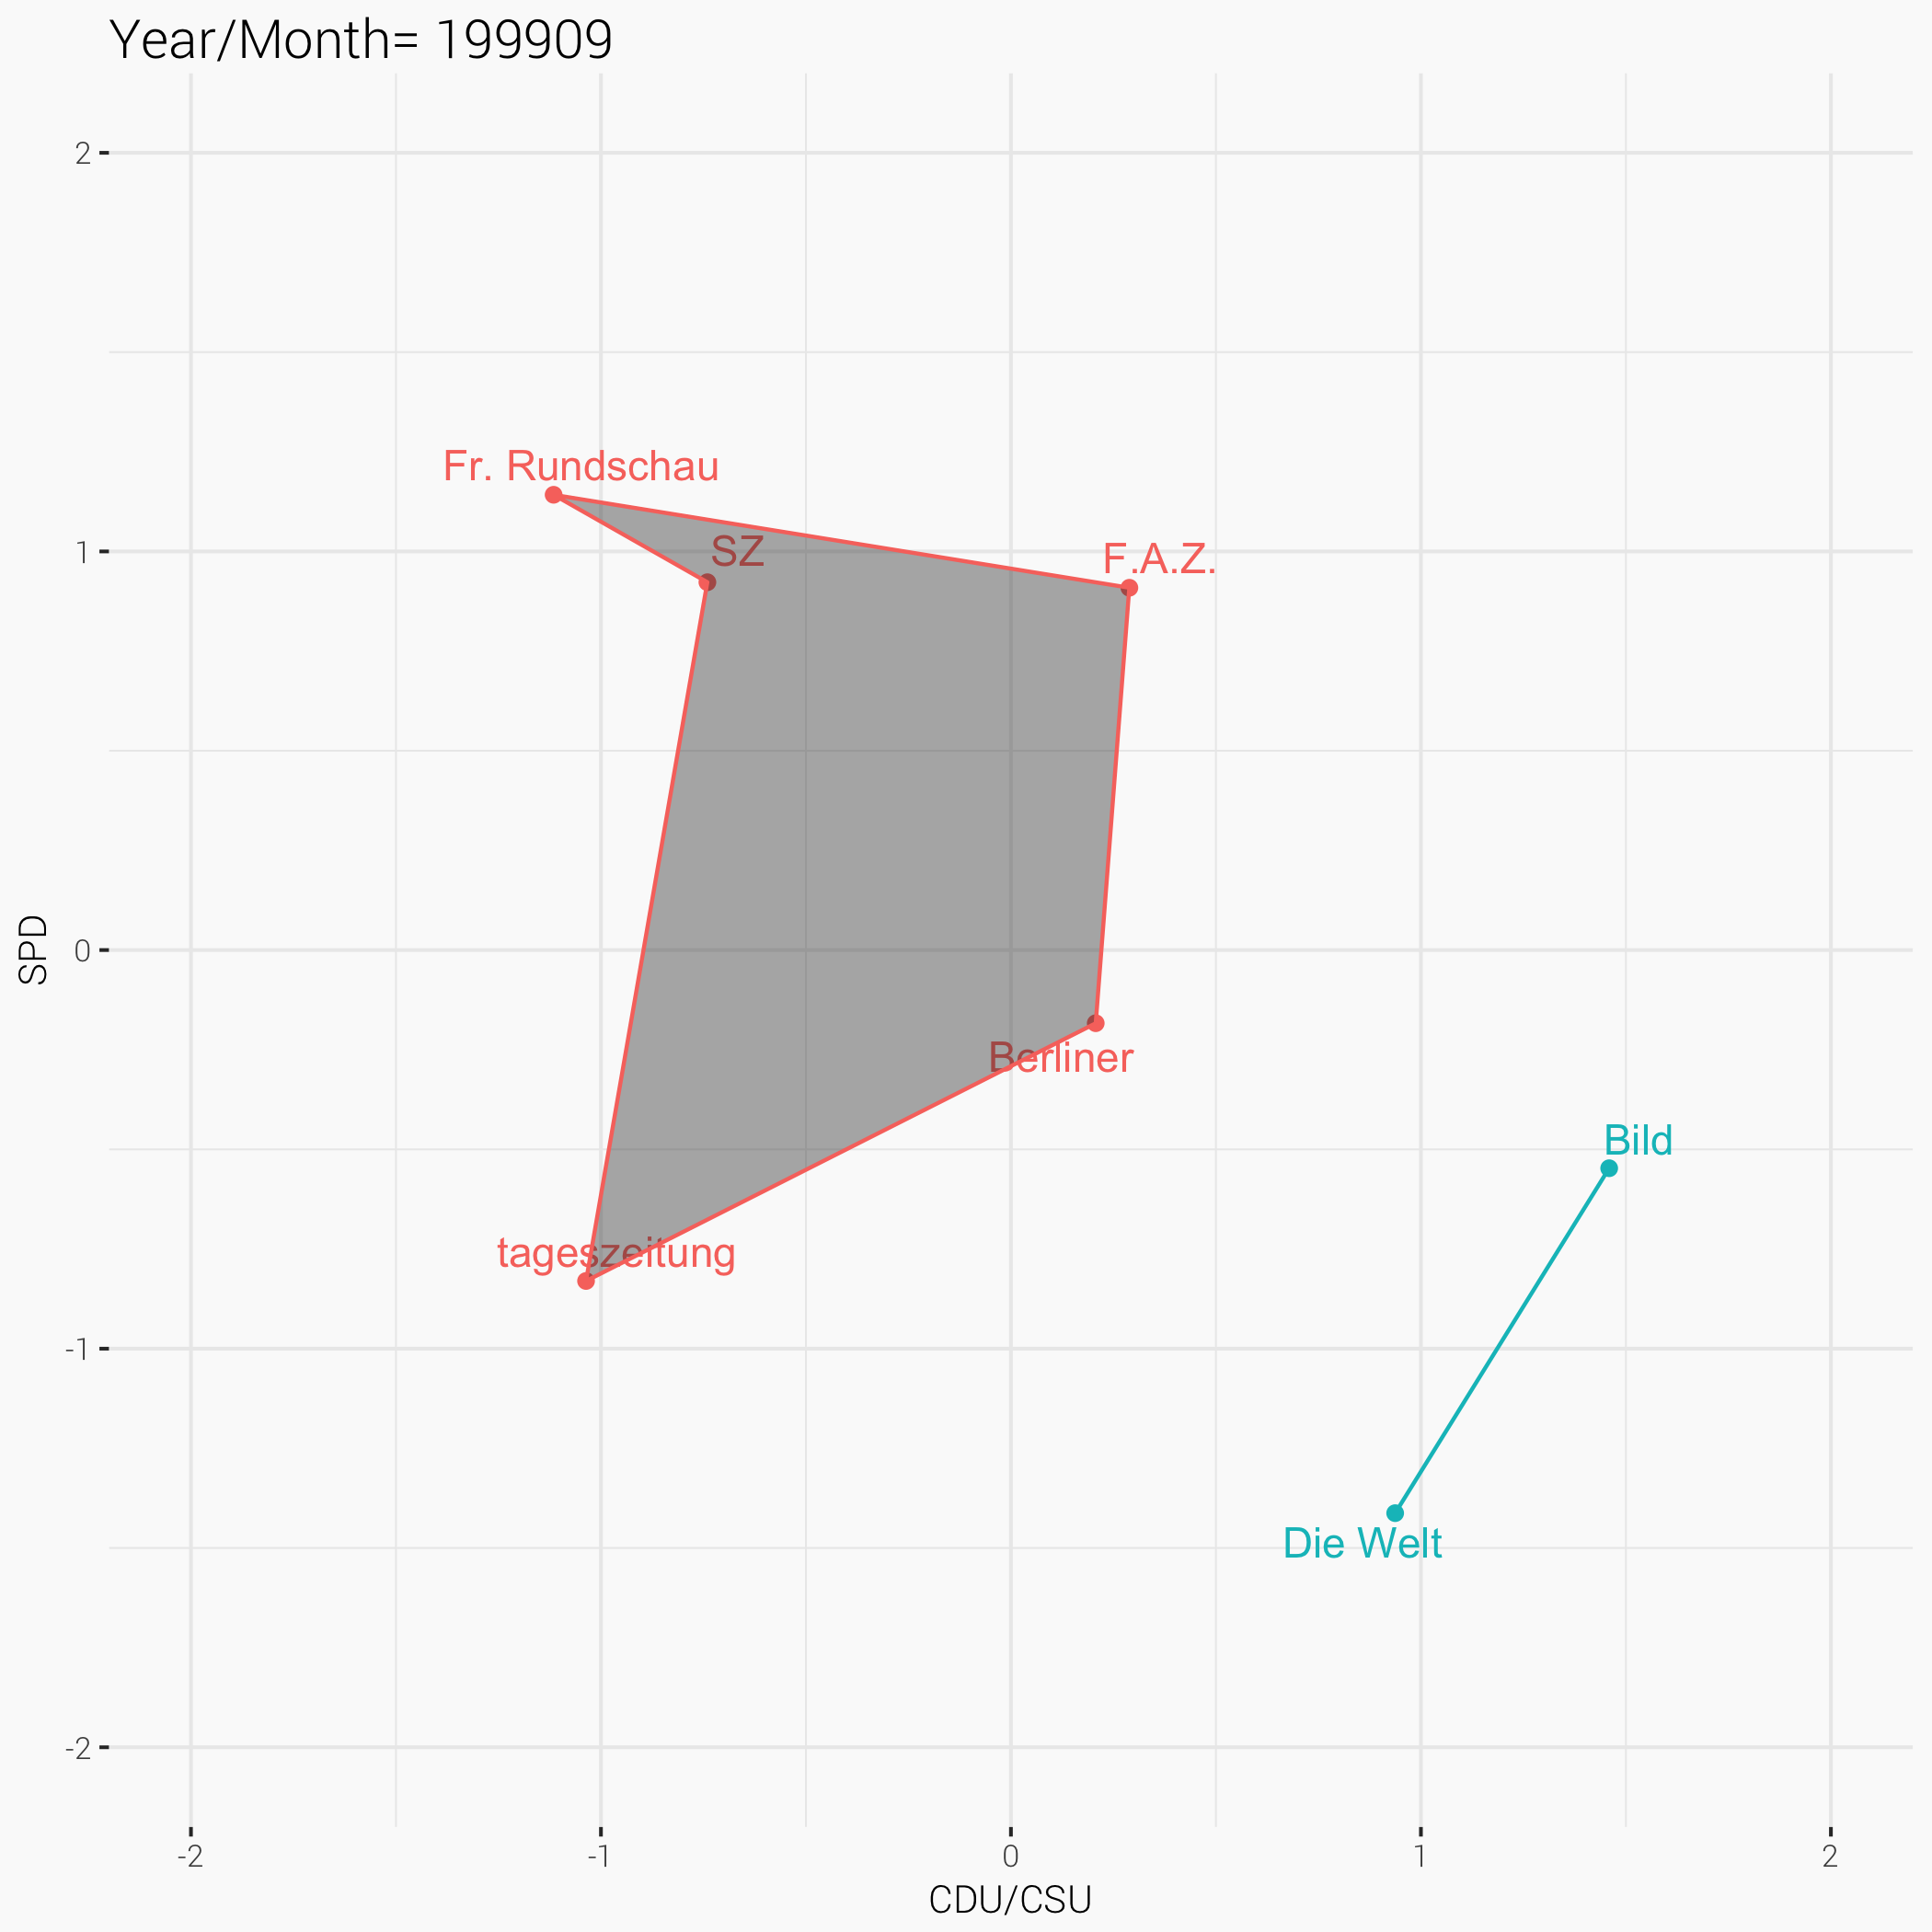 Year/Month= 199909
2
Fr. Rundschau
SZ
F.A.Z.
1
SPD
0
Berliner
Bild
tageszeitung
-1
Die Welt
-2
-2 -1 0 1 2
CDU/CSU